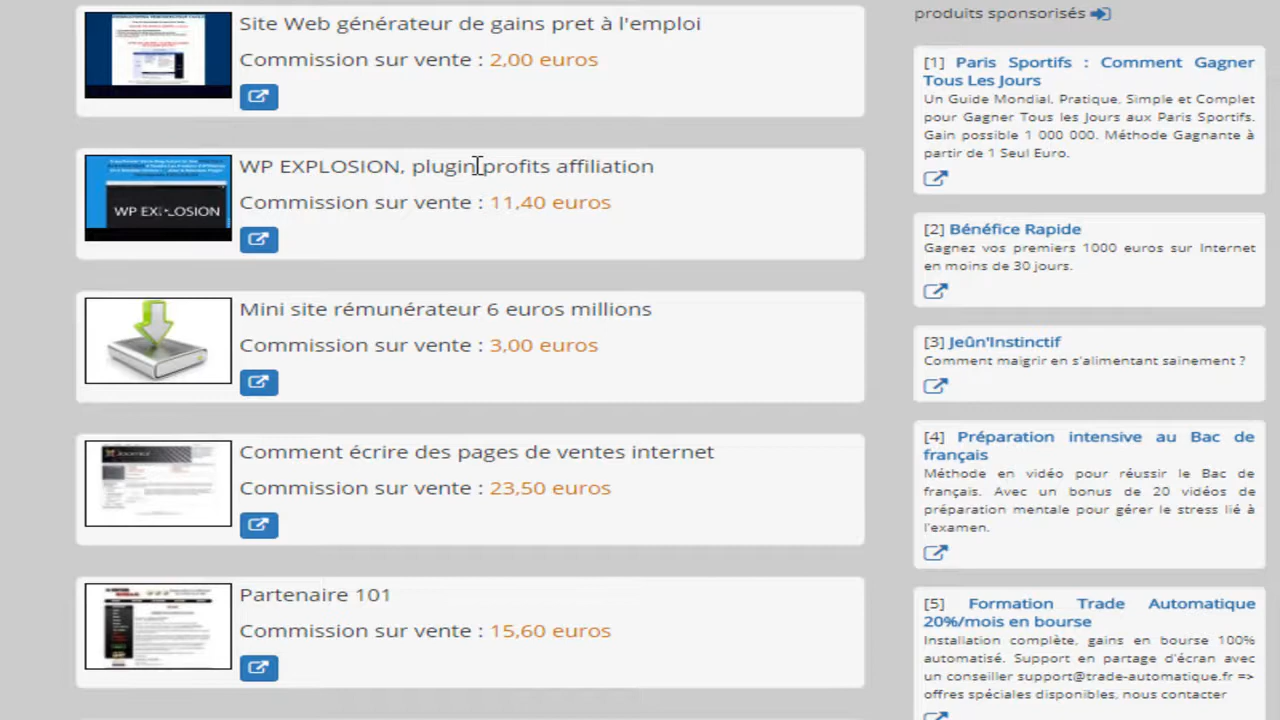 Site Web générateur de gains pret à l'emploi
Commission sur vente : 2,00 euros
WP EXPLOSION, plugin profits affiliation
Commission sur vente : 11,40 euros
WP EXPLOSION
Mini site rémunérateur 6 euros millions
Commission sur vente : 3,00 euros
Comment écrire des pages de ventes internet
Commission sur vente : 23,50 euros
Joomla!
Partenaire 101
Commission sur vente : 15,60 euros
produits sponsorisés
[1] Paris Sportifs : Comment Gagner
Tous Les Jours
Un Guide Mondial, Pratique, Simple et Complet
pour Gagner Tous les Jours aux Paris Sportifs.
Gain possible 1 000 000. Méthode Gagnante à
partir de 1 Seul Euro.
[2] Bénéfice Rapide
Gagnez vos premiers 1000 euros sur Internet
en moins de 30 jours.
[3] Jeûn'Instinctif
Comment maigrir en s'alimentant sainement ?
[4] Préparation intensive au Bac de
français
Méthode en vidéo pour réussir le Bac de
français. Avec un bonus de 20 vidéos de
préparation mentale pour gérer le stress lié à
l'examen.
[5] Formation Trade Automatique
20%/mois en bourse
Installation complète, gains en bourse 100%
automatisé. Support en partage d'écran avec
un conseiller support@trade-automatique.fr =>
offres spéciales disponibles, nous contacter